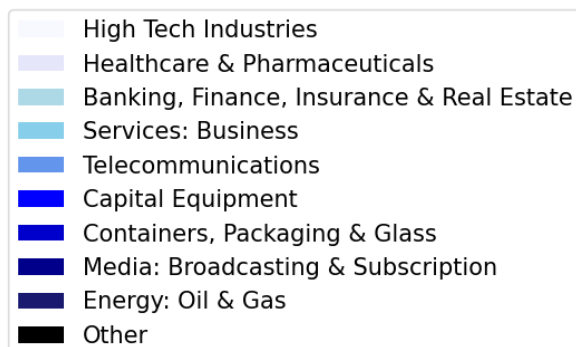 High Tech Industries
Healthcare & Pharmaceuticals
Banking, Finance, Insurance & Real Estate
Services: Business
Telecommunications
Capital Equipment
Containers, Packaging & Glass
Media: Broadcasting & Subscription
Energy: Oil & Gas
Other